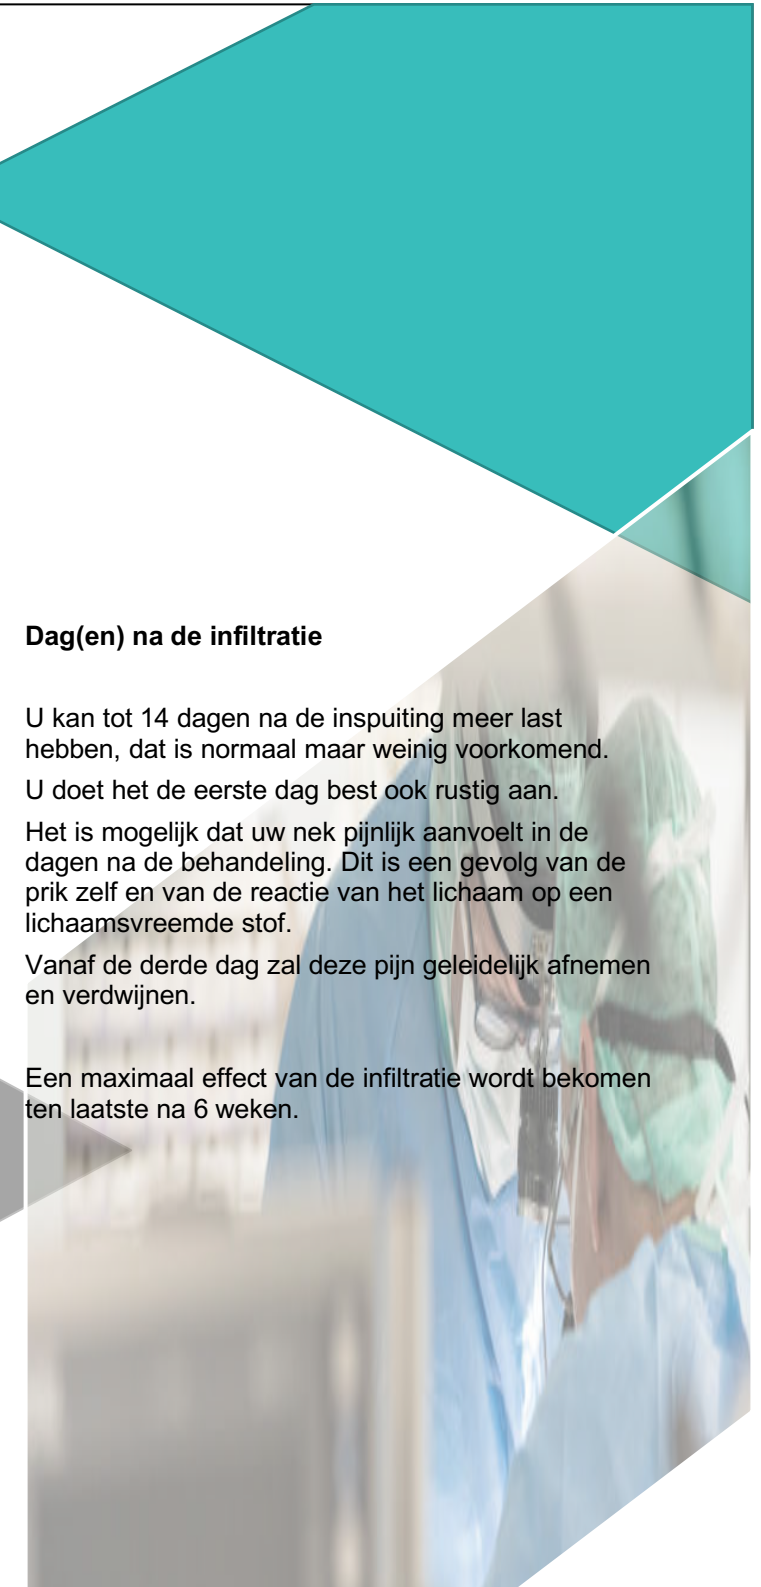 Dag(en) na de infiltratie
U kan tot 14 dagen na de inspuiting meer last
hebben, dat is normaal maar weinig voorkomend.
U doet het de eerste dag best ook rustig aan.
Het is mogelijk dat uw nek pijnlijk aanvoelt in de
dagen na de behandeling. Dit is een gevolg van de
prik zelf en van de reactie van het lichaam op een
lichaamsvreemde stof.
Vanaf de derde dag zal deze pijn geleidelijk afnemen
en verdwijnen.
Een maximaal effect van de infiltratie wordt bekomen
ten laatste na 6 weken.